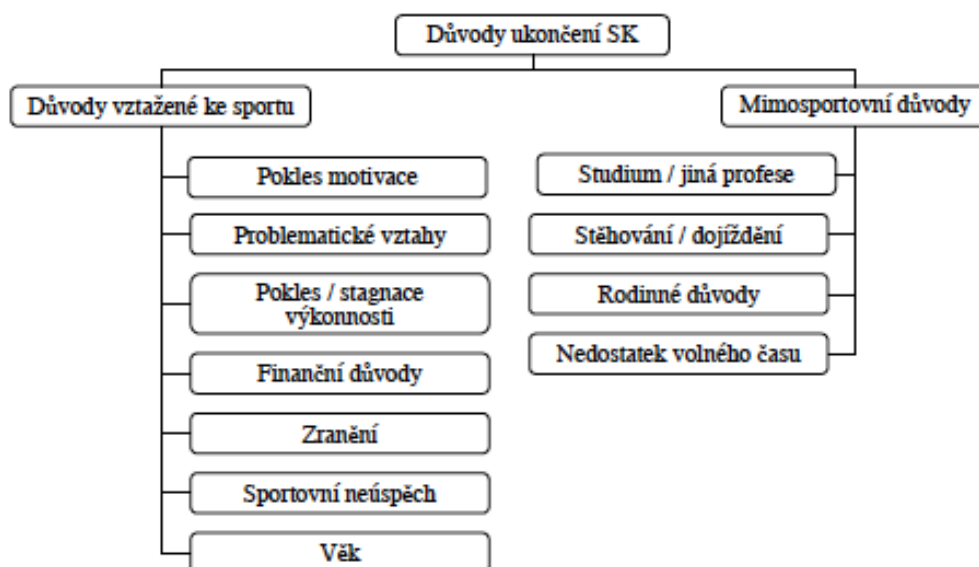 Důvody ukončení SK
Důvody vztažené ke sportu
Pokles motivace
Problematické vztahy
Pokles / stagnace
výkonnosti
Finanční důvody
Zranění
Sportovní neúspěch
Věk
Mimosportovní důvody
Studium / jiná profese
Stěhování / dojíždění
Rodinné důvody
Nedostatek volného času